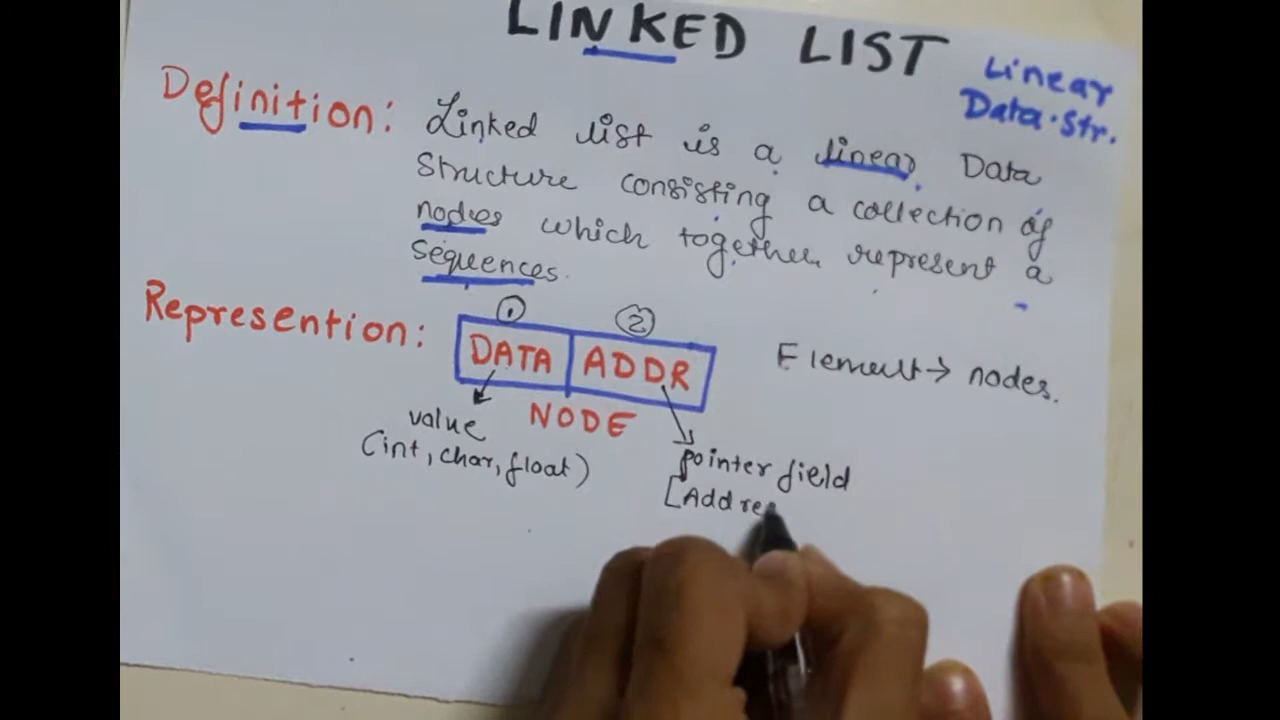 LINKED LIST
Linear
Data.Str.
Definition: Linked list is a linear Data
Structure consisting a collection of
nodes which together represent a
sequences.
Represention:
1 2
DATA ADDR
Element → nodes.
NODE
value
(int, char, float)
pointer field
[Addre